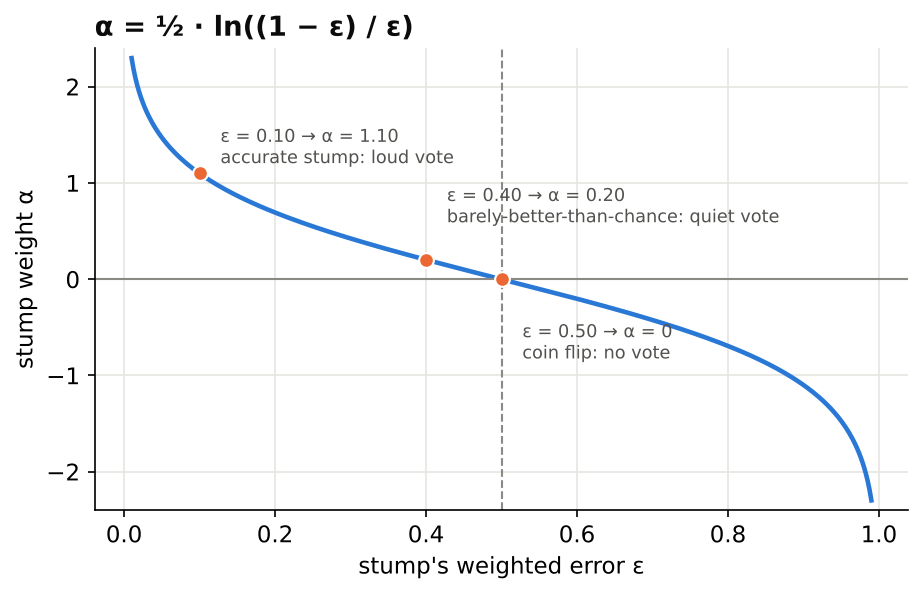 α = ½ · ln((1 − ε) / ε)
2
ε = 0.10 → α = 1.10
accurate stump: loud vote
1
ε = 0.40 → α = 0.20
barely-better-than-chance: quiet vote
0
ε = 0.50 → α = 0
coin flip: no vote
−1
−2
stump weight α
0.0 0.2 0.4 0.6 0.8 1.0
stump's weighted error ε